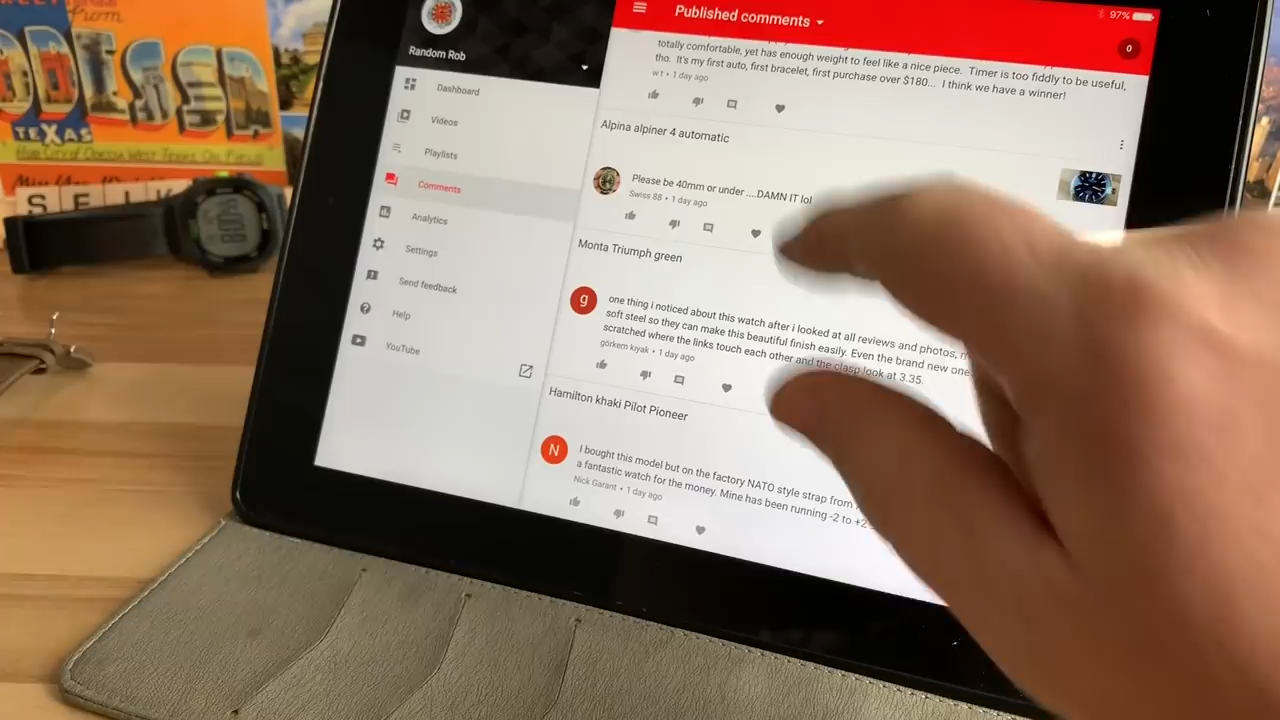 from
ODESSA
TEXAS
SEIK
Random Rob
Dashboard
Videos
Playlists
Comments
Analytics
Settings
Send feedback
Help
YouTube
Published comments
97%
0
totally comfortable, yet has enough weight to feel like a nice piece. Timer is too fiddly to be useful,
tho. It's my first auto, first bracelet, first purchase over $180... I think we have a winner!
w t • 1 day ago
Alpina alpiner 4 automatic
Please be 40mm or under ....DAMN IT lol
Swiss 88 • 1 day ago
Monta Triumph green
g
one thing i noticed about this watch after i looked at all reviews and photos,
soft steel so they can make this beautiful finish easily. Even the brand new one
scratched where the links touch each other and the clasp look at 3.35.
görkem kıyak • 1 day ago
Hamilton khaki Pilot Pioneer
N
I bought this model but on the factory NATO style strap from
a fantastic watch for the money. Mine has been running -2 to +2
Nick Garant • 1 day ago